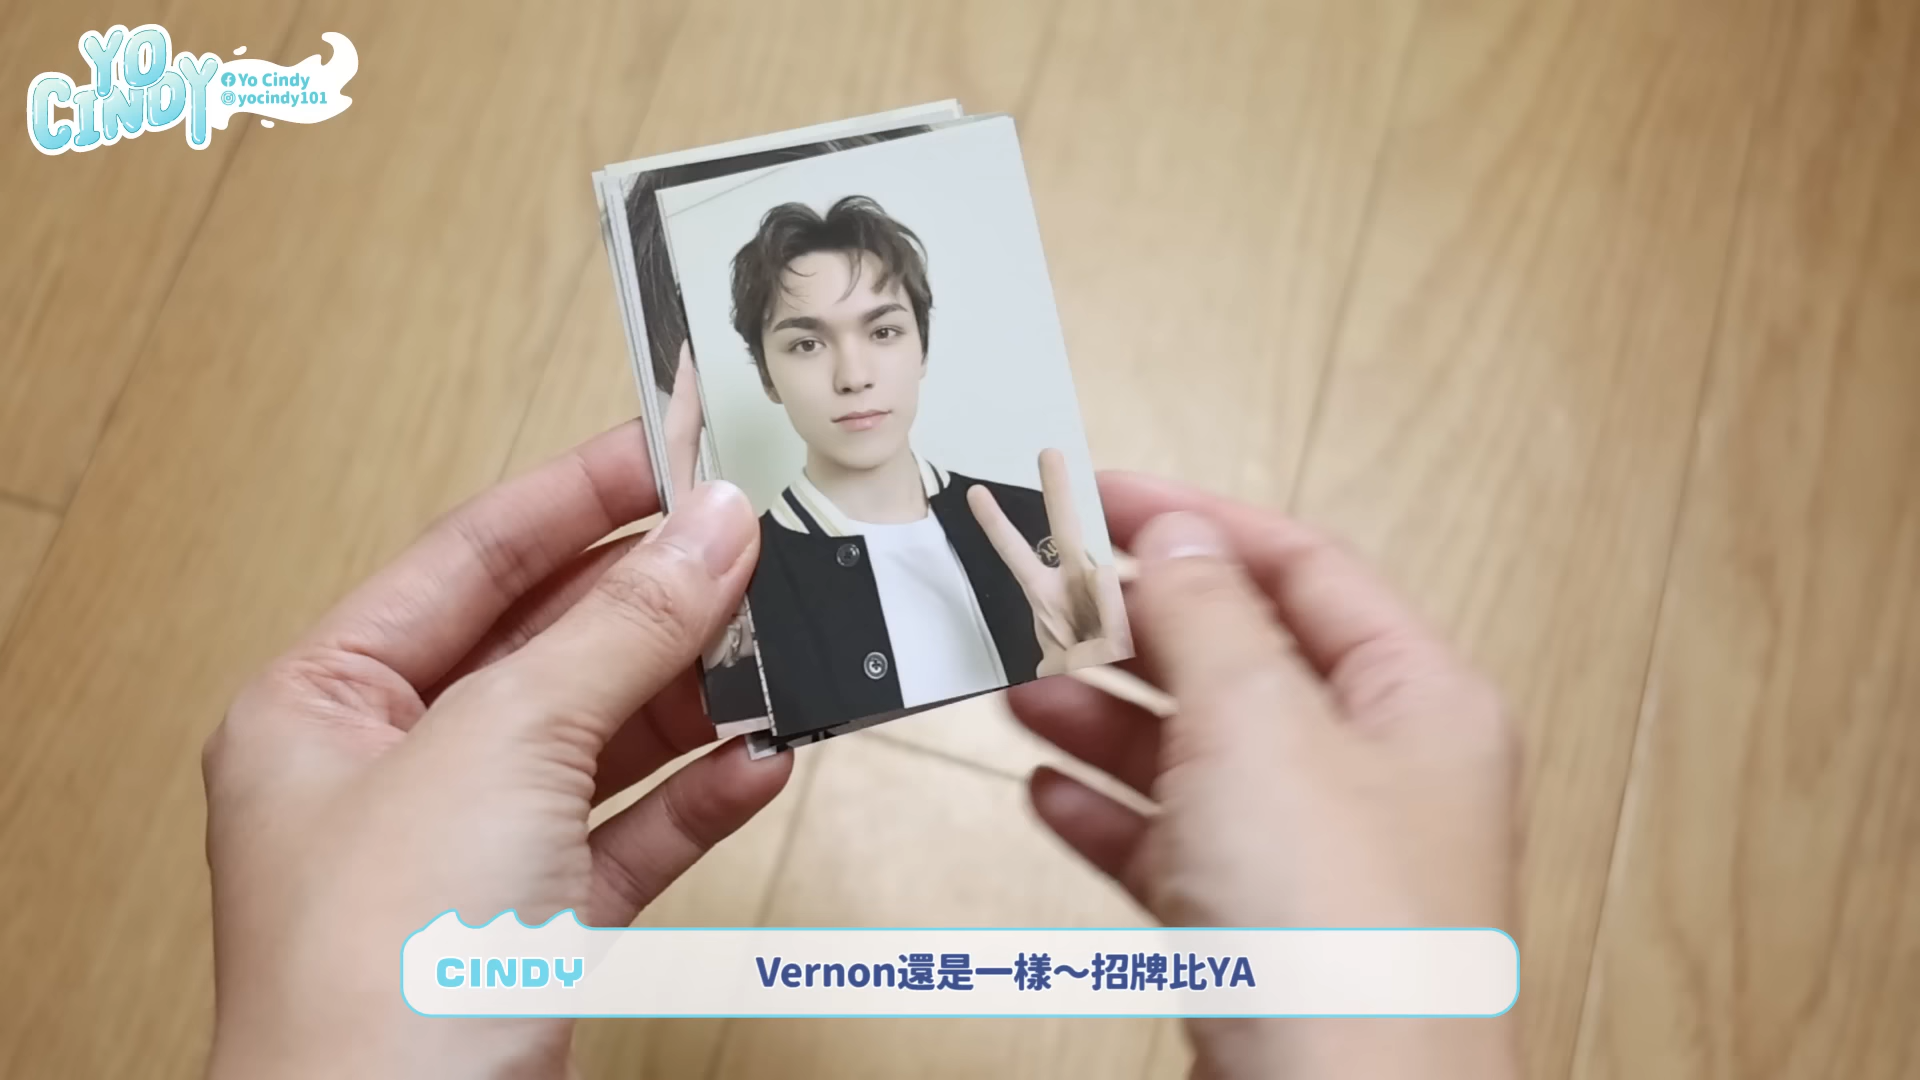 YO
CINDY
Yo Cindy
@yocindy101
CINDY
Vernon還是一樣～招牌比YA